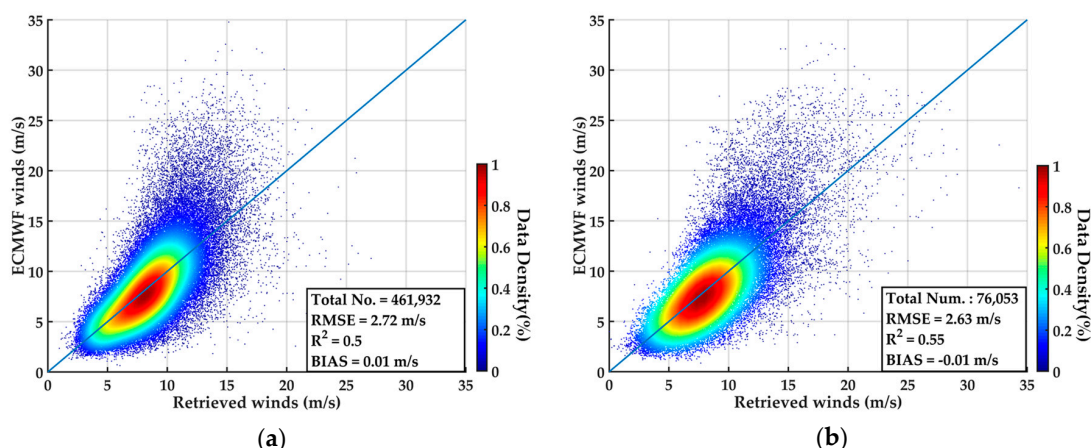 35
30
25
20
15
10
5
0
ECMWF winds (m/s)
0 5 10 15 20 25 30 35
Retrieved winds (m/s)
Total No. = 461,932
RMSE = 2.72 m/s
R² = 0.5
BIAS = 0.01 m/s
1
0.8
0.6
0.4
0.2
0
Data Density(%)
(a)
35
30
25
20
15
10
5
0
ECMWF winds (m/s)
0 5 10 15 20 25 30 35
Retrieved winds (m/s)
Total Num. : 76,053
RMSE = 2.63 m/s
R² = 0.55
BIAS = -0.01 m/s
1
0.8
0.6
0.4
0.2
0
Data Density(%)
(b)